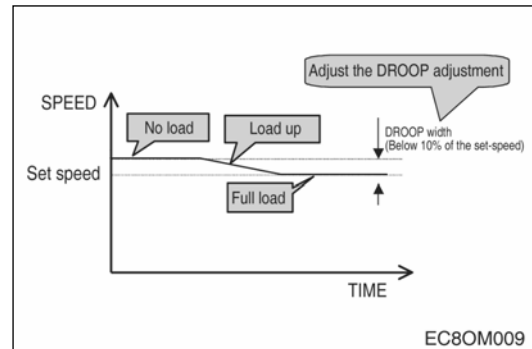 Adjust the DROOP adjustment
SPEED
No load
Load up
DROOP width
(Below 10% of the set-speed)
Set speed
Full load
TIME
EC8OM009